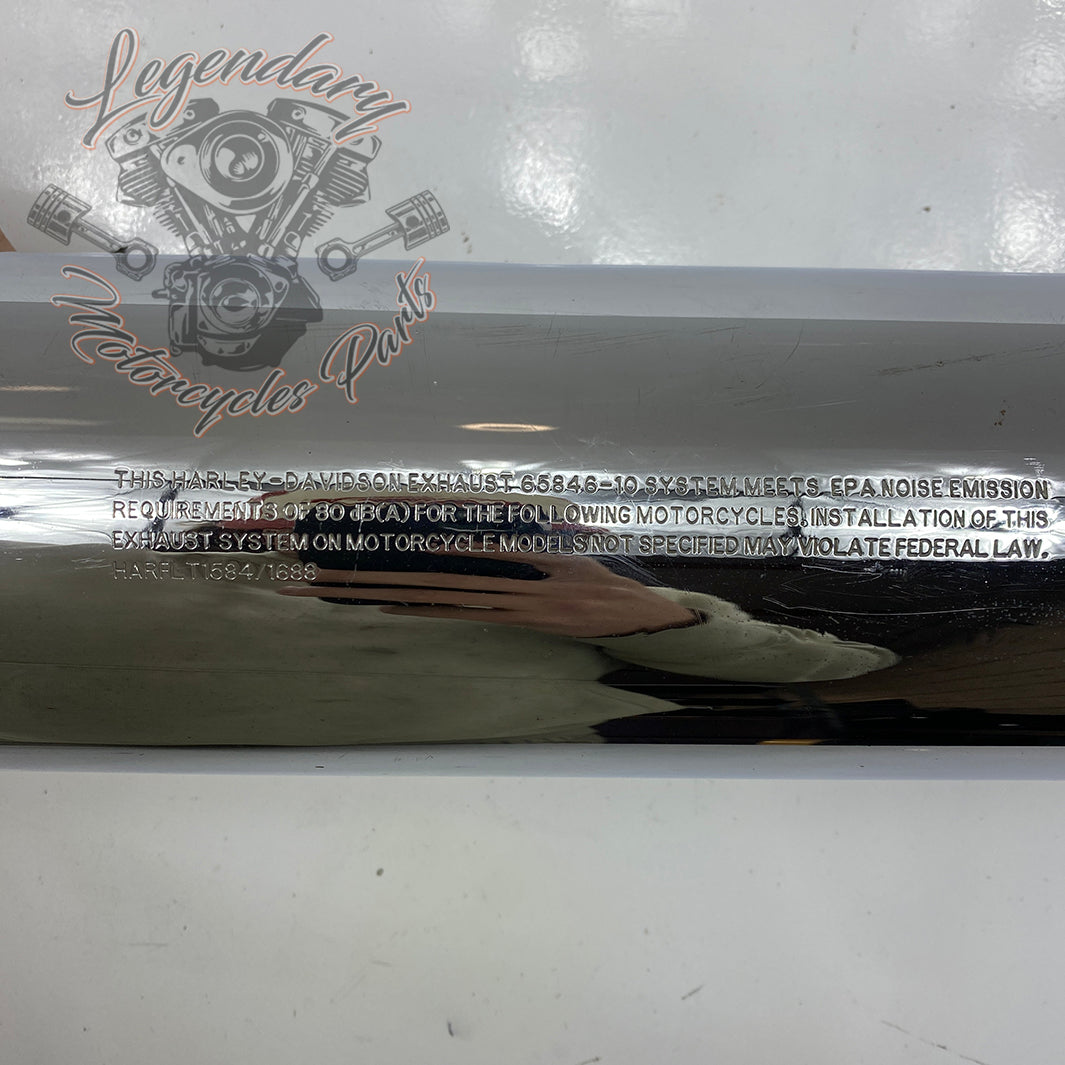 Legendary
Motorcycles Parts
THIS HARLEY-DAVIDSON EXHAUST 65846-10 SYSTEM MEETS EPA NOISE EMISSION
REQUIREMENTS OF 80 dB(A) FOR THE FOLLOWING MOTORCYCLES. INSTALLATION OF THIS
EXHAUST SYSTEM ON MOTORCYCLE MODELS NOT SPECIFIED MAY VIOLATE FEDERAL LAW.
HARFLT1584/1688